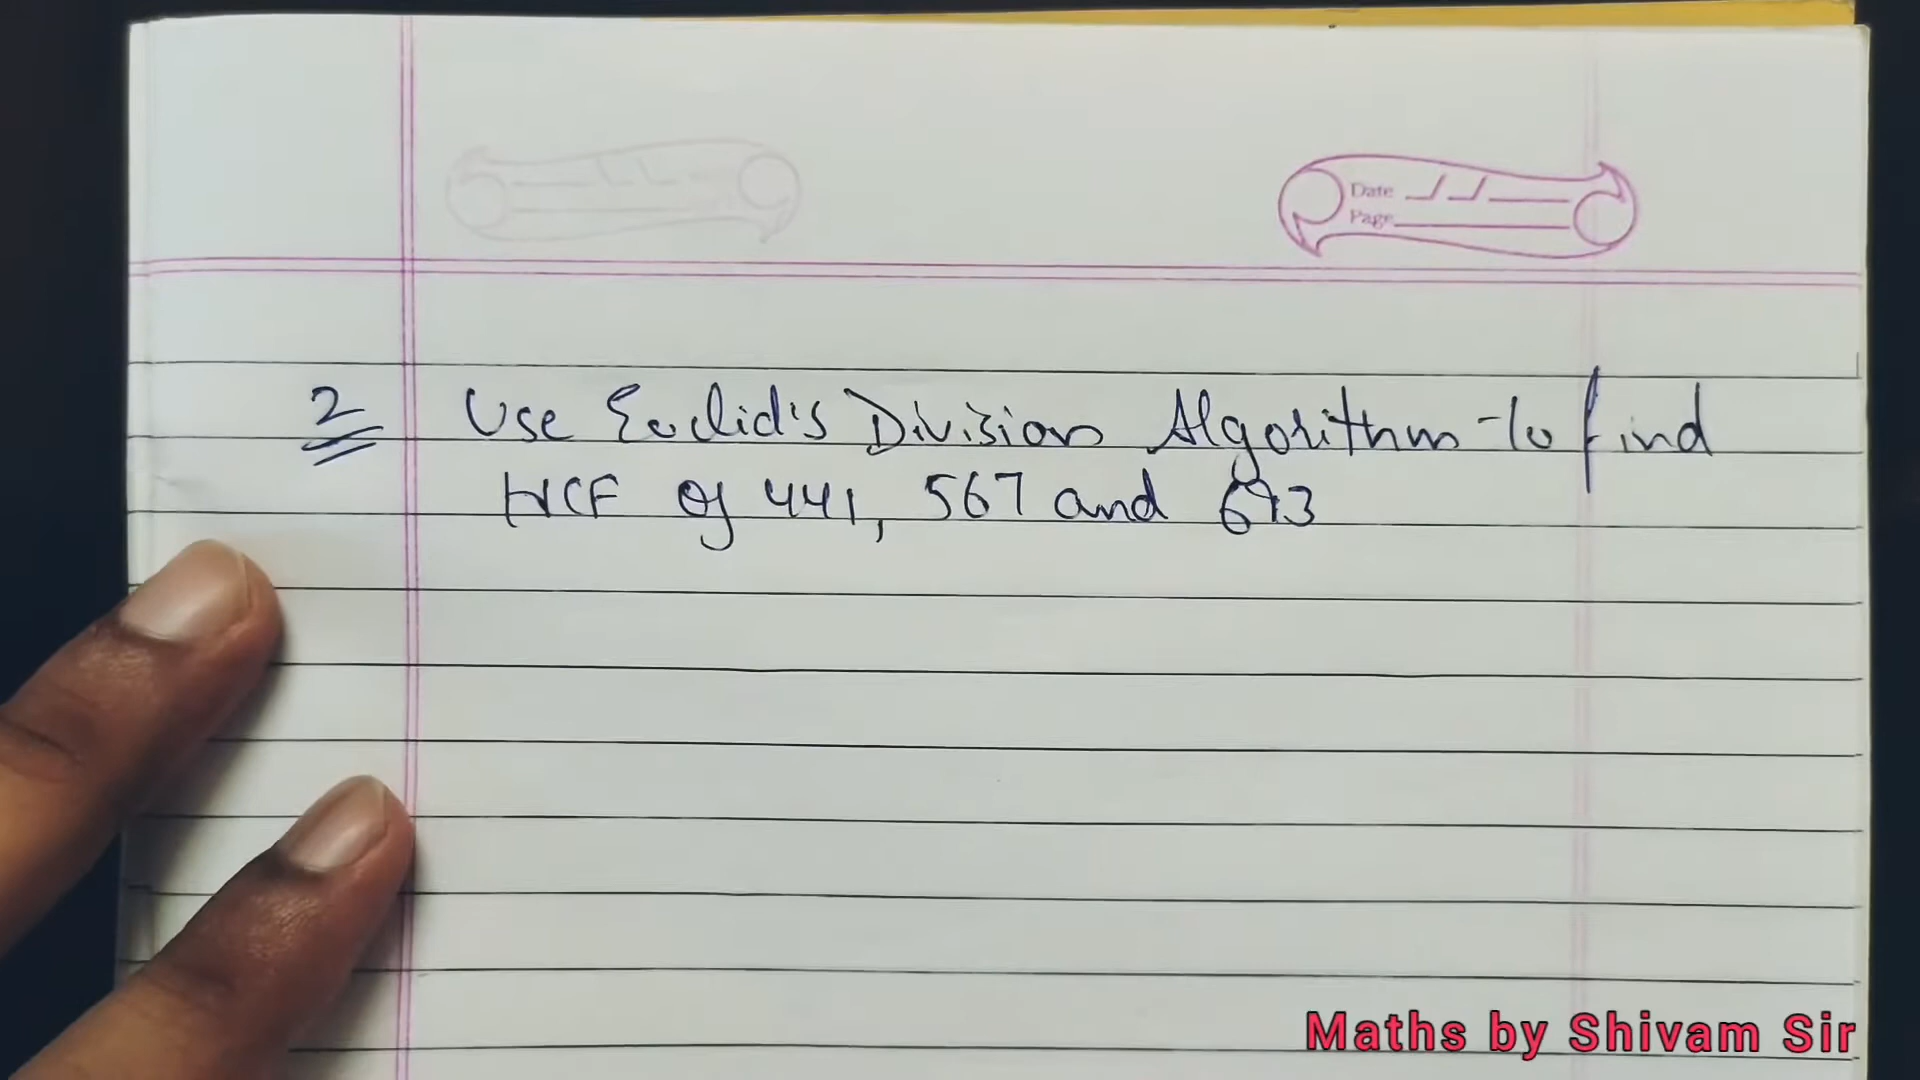 Date
Page
2 Use Euclid's Division Algorithm to find
HCF of 441, 567 and 693
Maths by Shivam Sir